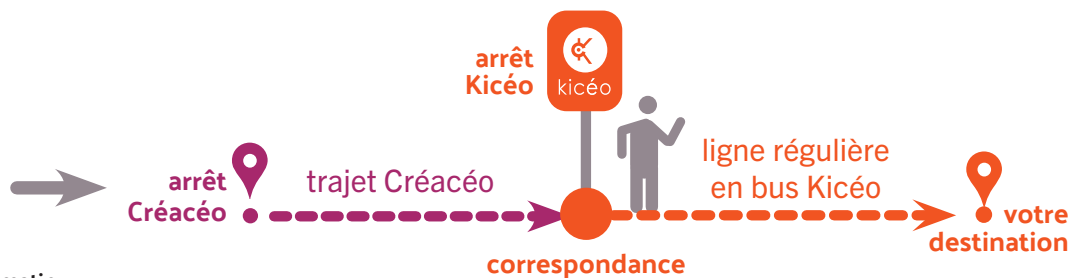 arrêt
Kicéo
kicéo
arrêt
Créacéo
trajet Créacéo
ligne régulière
en bus Kicéo
votre
destination
correspondance